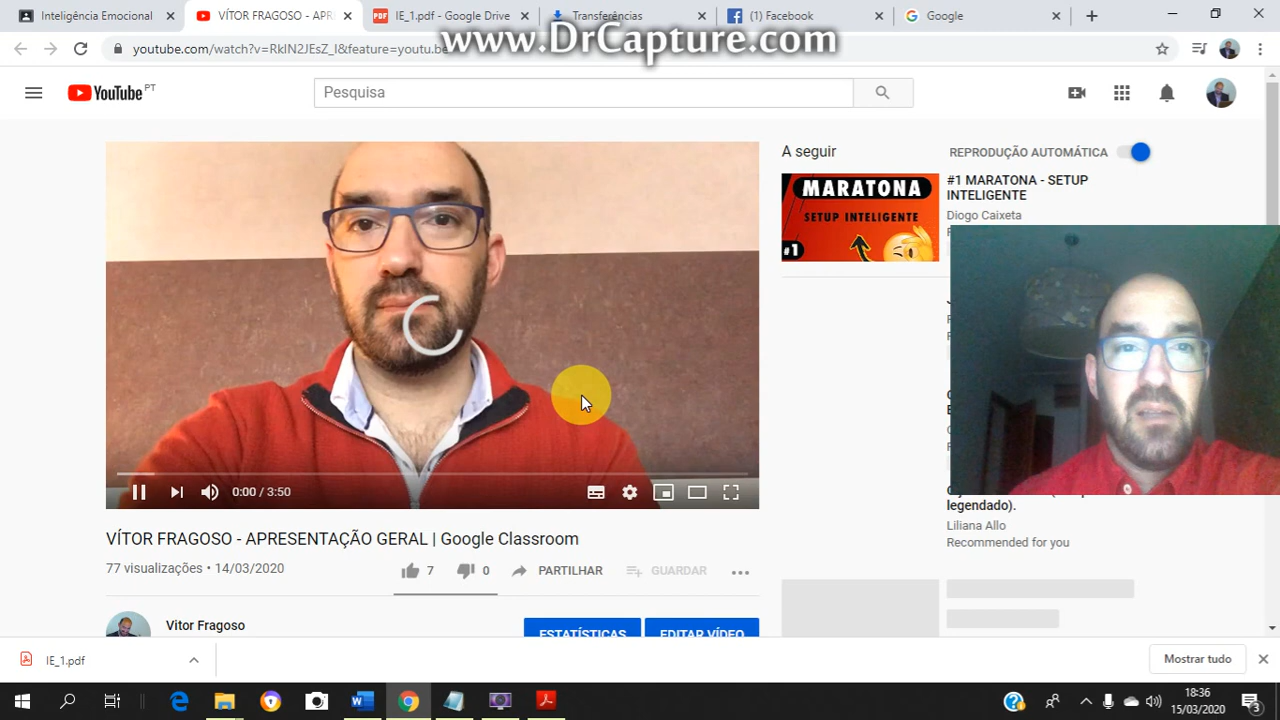 Inteligência Emocional
VÍTOR FRAGOSO - APR
IE_1.pdf - Google Drive
Transferências
(1) Facebook
Google
www.DrCapture.com
youtube.com/watch?v=RklN2JEsZ_I&feature=youtu.be
YouTube PT
Pesquisa
A seguir
REPRODUÇÃO AUTOMÁTICA
MARATONA
SETUP INTELIGENTE
#1
#1 MARATONA - SETUP
INTELIGENTE
Diogo Caixeta
legendado).
Liliana Allo
Recommended for you
0:00 / 3:50
VÍTOR FRAGOSO - APRESENTAÇÃO GERAL | Google Classroom
77 visualizações • 14/03/2020
7
0
PARTILHAR
GUARDAR
Vitor Fragoso
ESTATÍSTICAS
EDITAR VÍDEO
IE_1.pdf
Mostrar tudo
18:36
15/03/2020
3